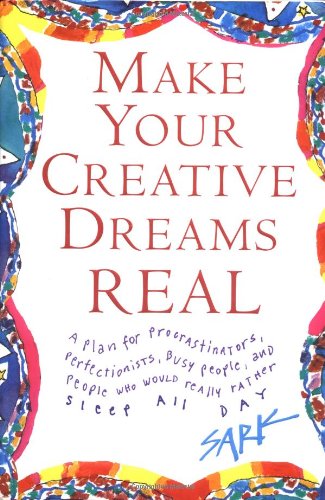 MAKE
YOUR
CREATIVE
DREAMS
REAL
A Plan for Procrastinators,
Perfectionists, Busy People, and
People who would really rather
Sleep All Day
SARK